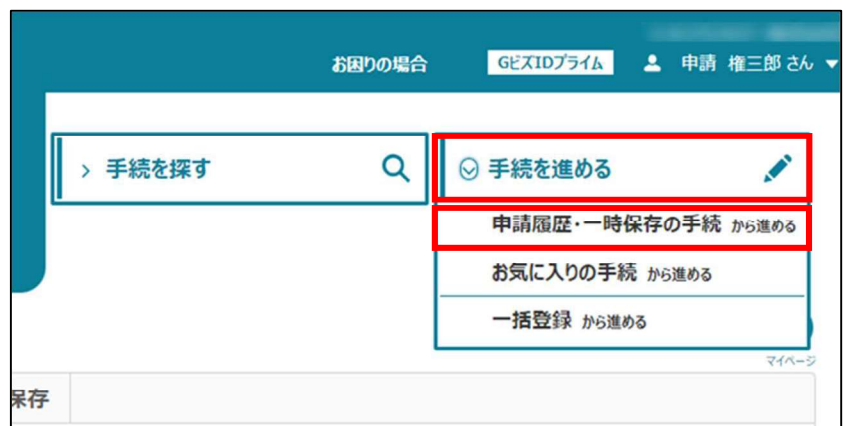 お困りの場合
GビズIDプライム
申請 権三郎 さん ▼
> 手続を探す
手続を進める
申請履歴・一時保存の手続 から進める
お気に入りの手続 から進める
一括登録 から進める
マイページ
保存